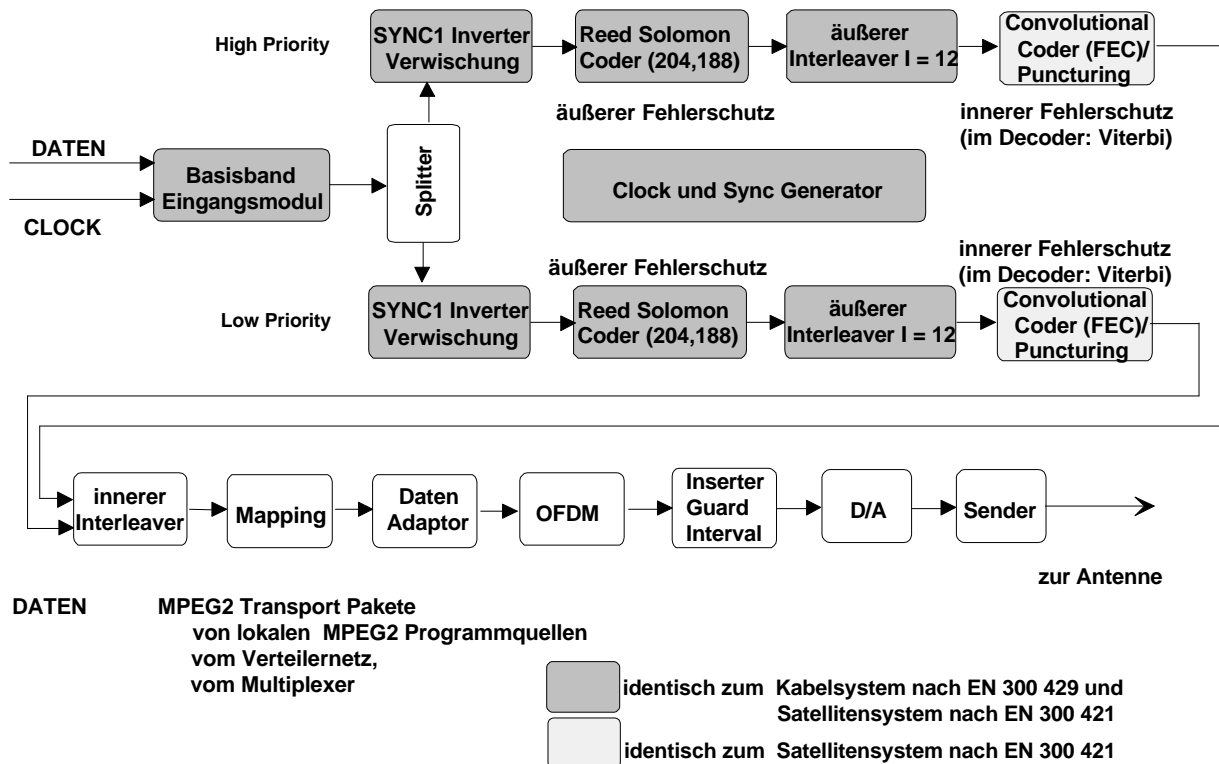 High Priority
SYNC1 Inverter
Verwischung
Reed Solomon
Coder (204,188)
äußerer
Interleaver I = 12
Convolutional
Coder (FEC)/
Puncturing
äußerer Fehlerschutz
innerer Fehlerschutz
(im Decoder: Viterbi)
DATEN
CLOCK
Basisband
Eingangsmodul
Splitter
Clock und Sync Generator
äußerer Fehlerschutz
innerer Fehlerschutz
(im Decoder: Viterbi)
Low Priority
SYNC1 Inverter
Verwischung
Reed Solomon
Coder (204,188)
äußerer
Interleaver I = 12
Convolutional
Coder (FEC)/
Puncturing
innerer
Interleaver
Mapping
Daten
Adaptor
OFDM
Inserter
Guard
Interval
D/A
Sender
zur Antenne
DATEN MPEG2 Transport Pakete
von lokalen MPEG2 Programmquellen
vom Verteilernetz,
vom Multiplexer
identisch zum Kabelsystem nach EN 300 429 und
Satellitensystem nach EN 300 421
identisch zum Satellitensystem nach EN 300 421